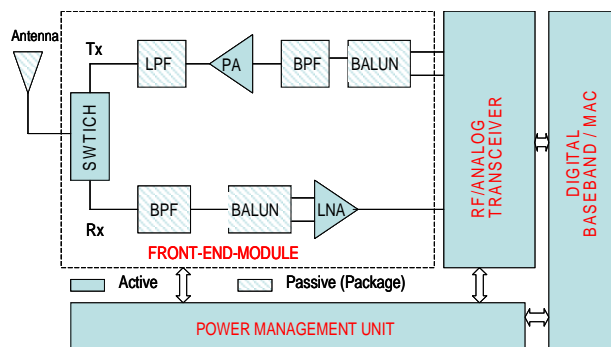 Antenna
Tx
LPF
PA
BPF
BALUN
SWTICH
Rx
BPF
BALUN
LNA
FRONT-END-MODULE
RF/ANALOG
TRANSCEIVER
DIGITAL
BASEBAND / MAC
Active
Passive (Package)
POWER MANAGEMENT UNIT